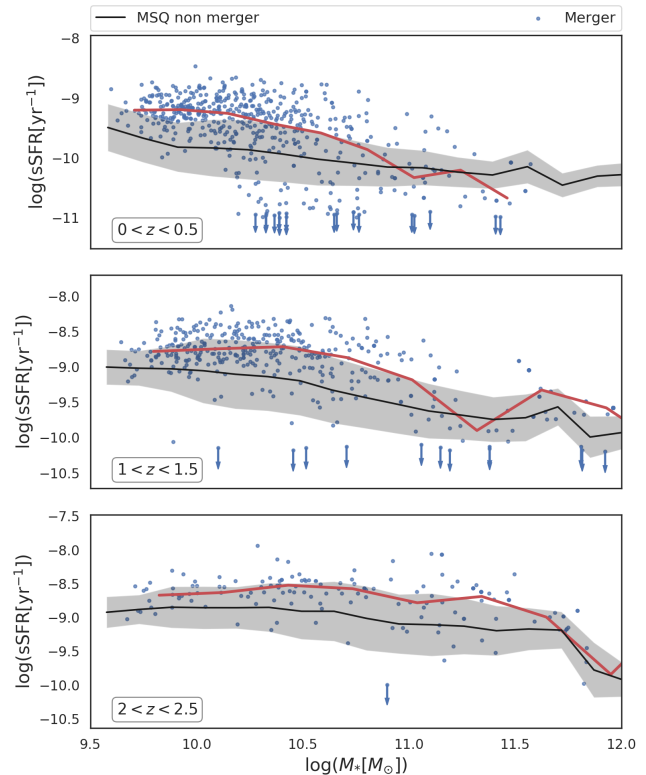 MSQ non merger
Merger
−8
−9
−10
−11
log(sSFR[yr⁻¹])
0 < z < 0.5
−8.0
−8.5
−9.0
−9.5
−10.0
−10.5
log(sSFR[yr⁻¹])
1 < z < 1.5
−7.5
−8.0
−8.5
−9.0
−9.5
−10.0
−10.5
log(sSFR[yr⁻¹])
2 < z < 2.5
9.5 10.0 10.5 11.0 11.5 12.0
log(M*[M⊙])